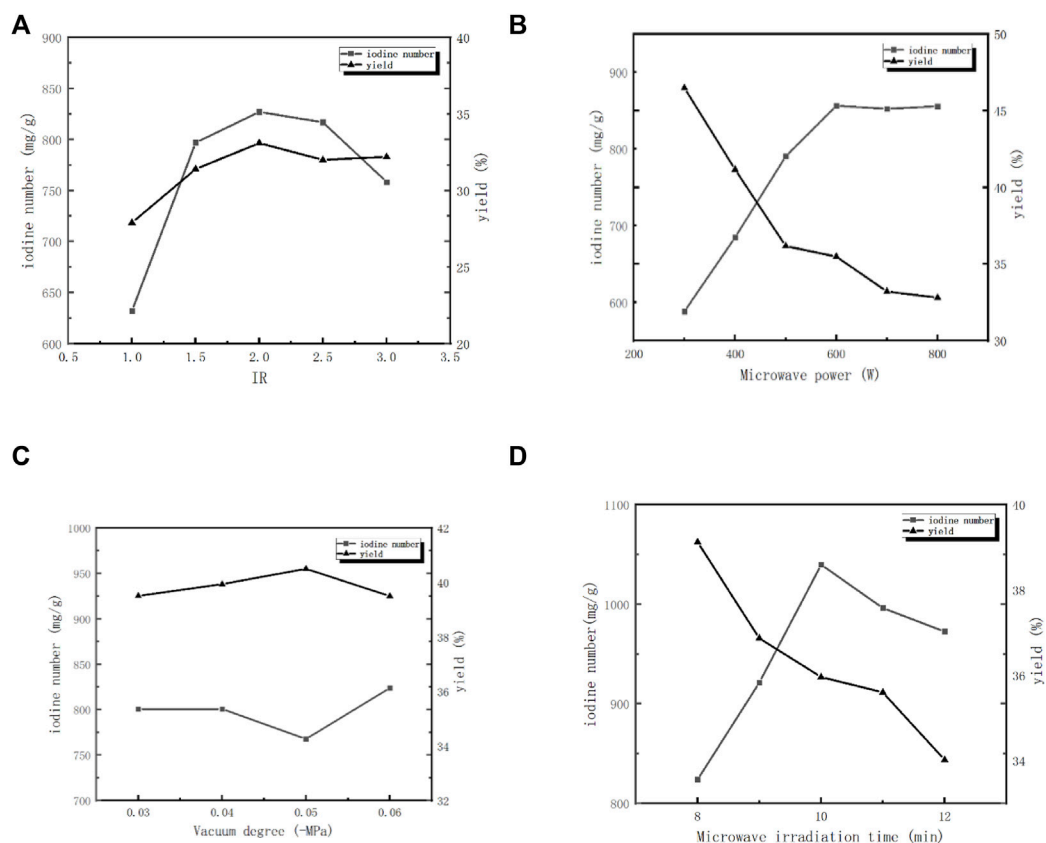 A
iodine number (mg/g)
900
850
800
750
700
650
600
iodine number
yield
40
35
30
25
20
yield (%)
0.5 1.0 1.5 2.0 2.5 3.0 3.5
IR
B
iodine number (mg/g)
900
800
700
600
iodine number
yield
50
45
40
35
30
yield (%)
200 400 600 800
Microwave power (W)
C
iodine number (mg/g)
1000
950
900
850
800
750
700
iodine number
yield
42
40
38
36
34
32
yield (%)
0.03 0.04 0.05 0.06
Vacuum degree (-MPa)
D
iodine number(mg/g)
1100
1000
900
800
iodine number
yield
40
38
36
34
yield (%)
8 10 12
Microwave irradiation time (min)